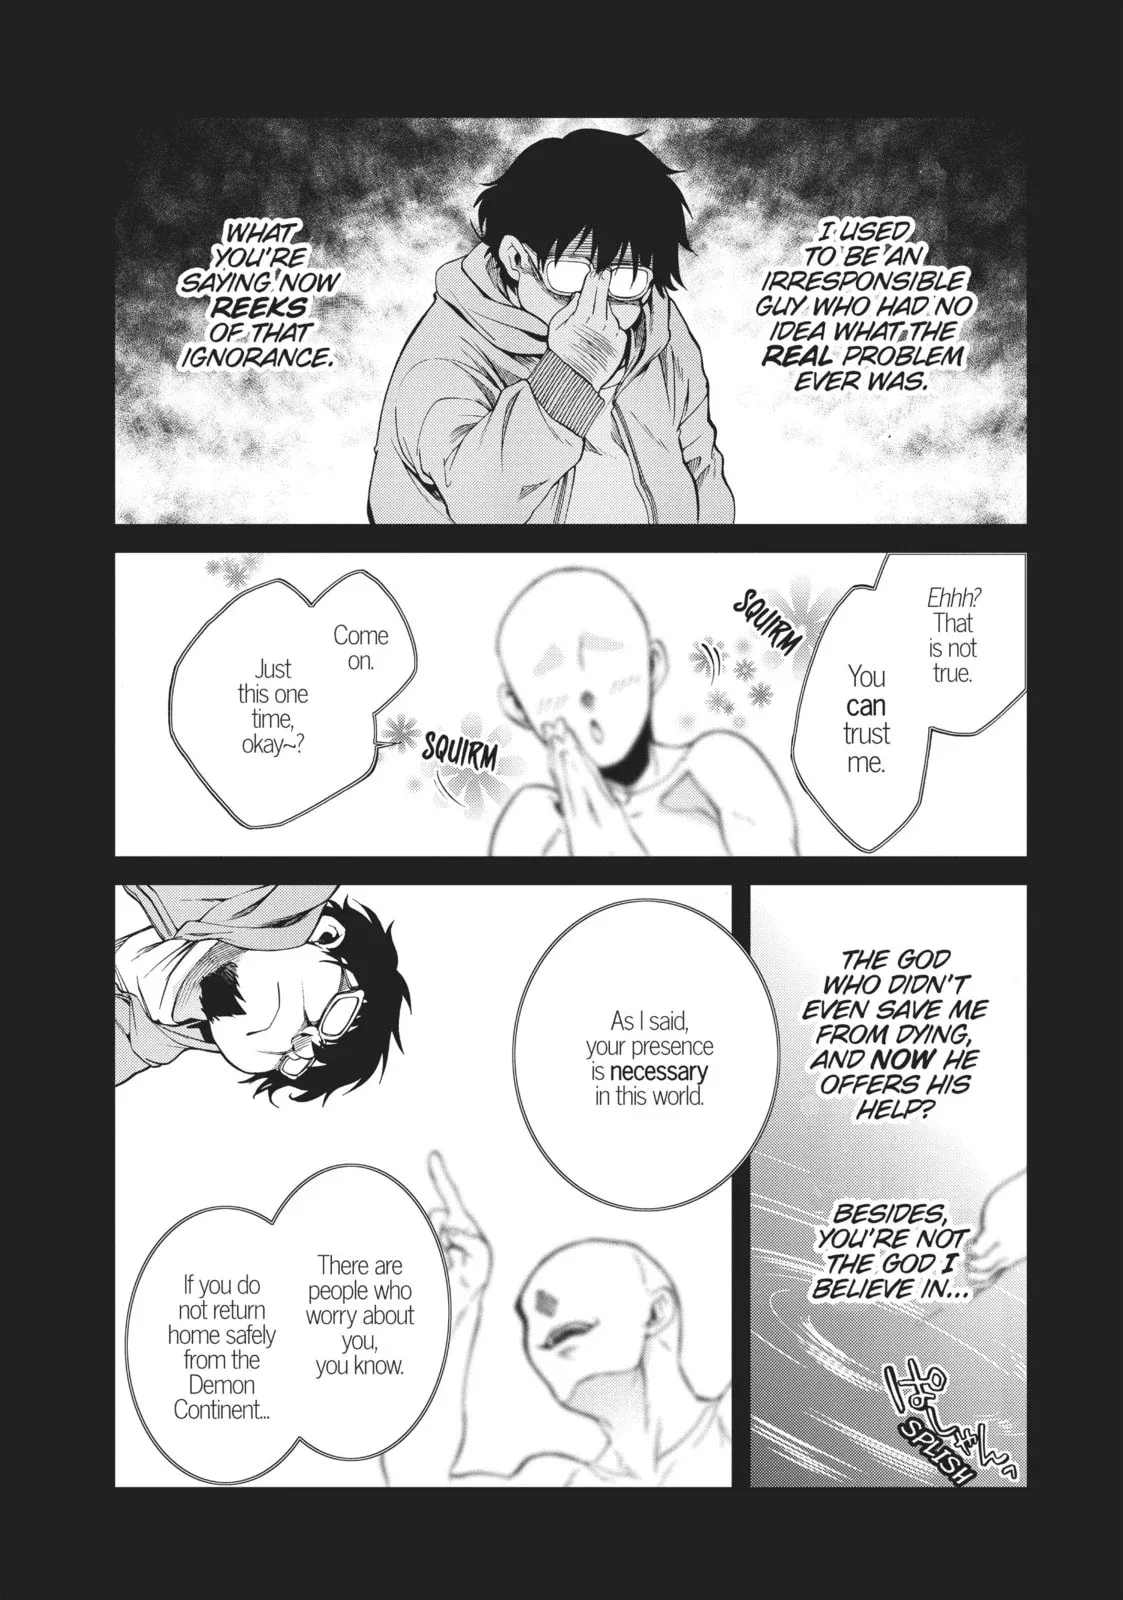 I USED
TO BE AN
IRRESPONSIBLE
GUY WHO HAD NO
IDEA WHAT THE
REAL PROBLEM
EVER WAS.
WHAT
YOU'RE
SAYING NOW
REEKS
OF THAT
IGNORANCE.
Ehhh?
That
is not
true.
You
can
trust
me.
SQUIRM
SQUIRM
Come
on.
Just
this one
time,
okay~?
THE GOD
WHO DIDN'T
EVEN SAVE ME
FROM DYING,
AND NOW HE
OFFERS HIS
HELP?
BESIDES,
YOU'RE NOT
THE GOD I
BELIEVE IN...
SPLISH
As I said,
your presence
is necessary
in this world.
There are
people who
worry about
you,
you know.
If you do
not return
home safely
from the
Demon
Continent...